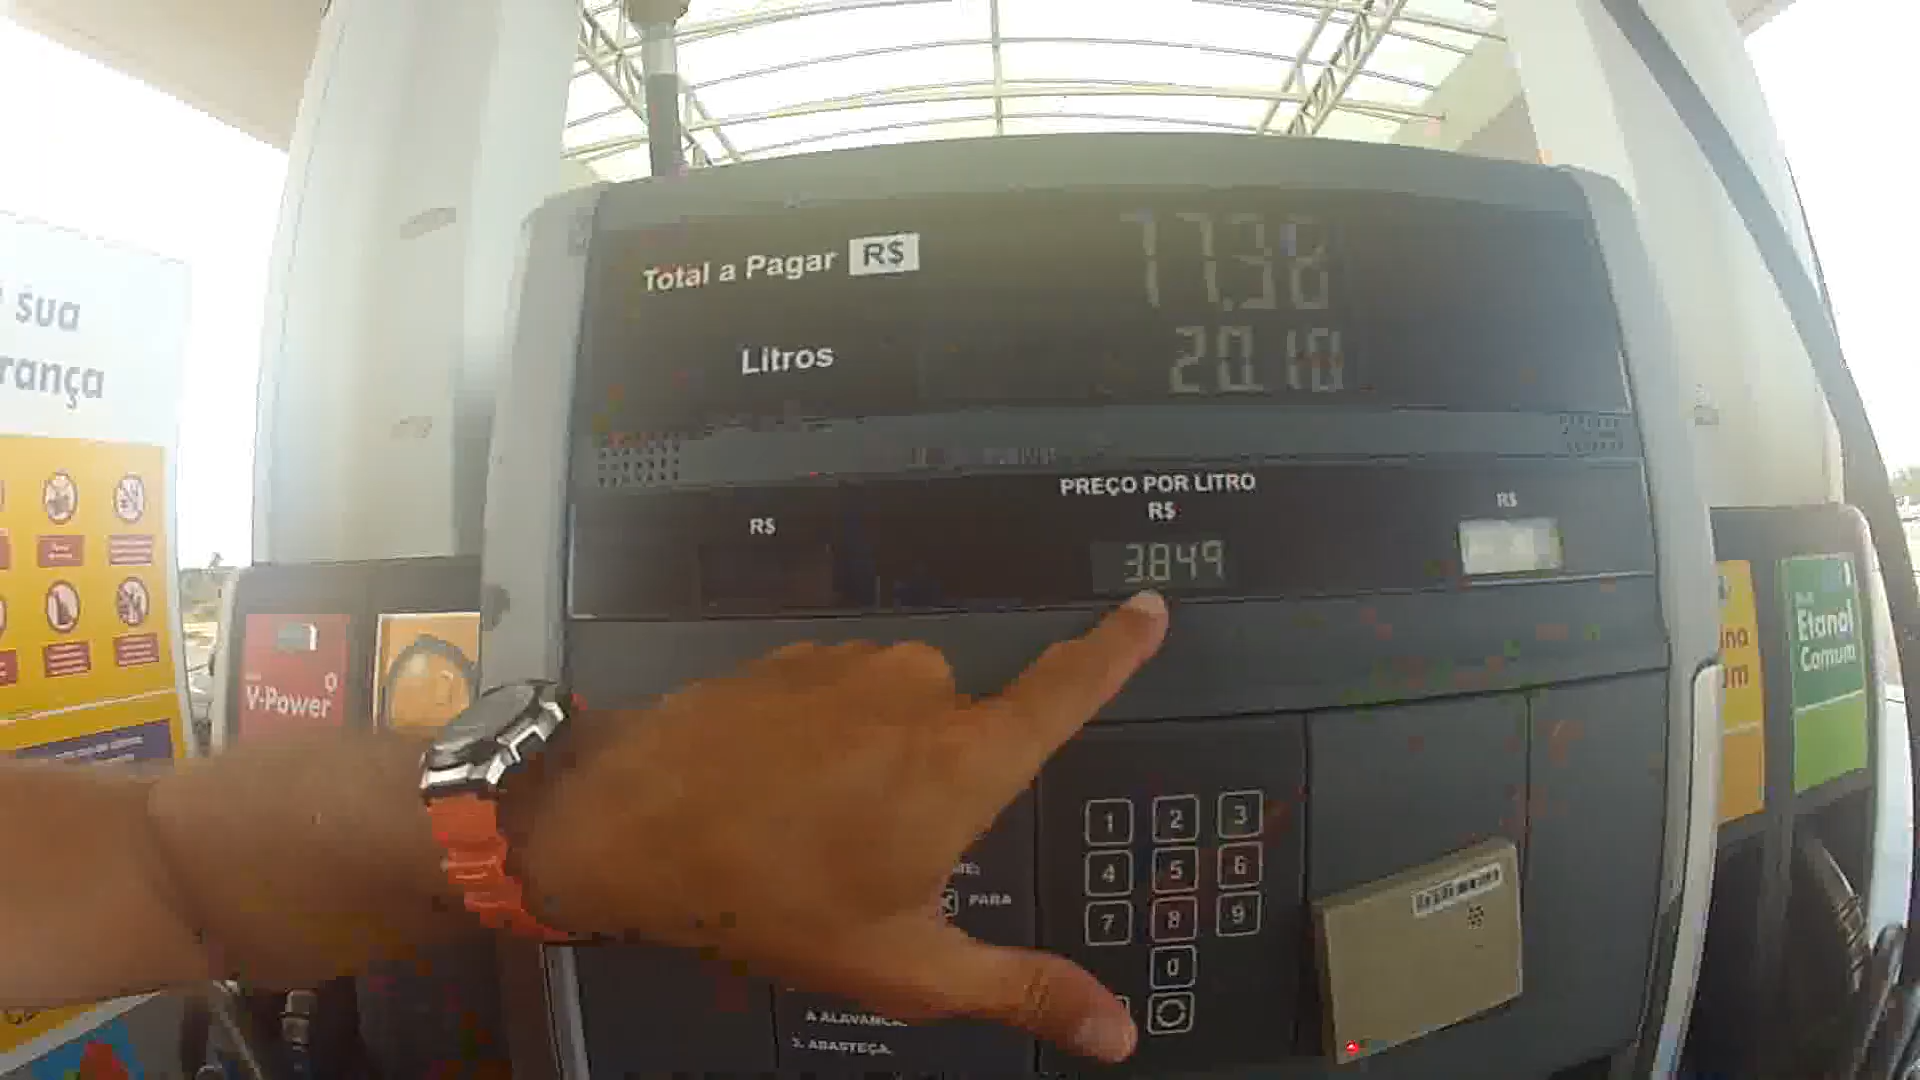 sua
rança
Total a Pagar R$
77.38
Litros
20.10
PREÇO POR LITRO
R$
R$
R$
3.849
V-Power
Etanol
Comum
1 2 3
4 5 6
7 8 9
0
PARA
A ALAVANCA.
3. ABASTEÇA.